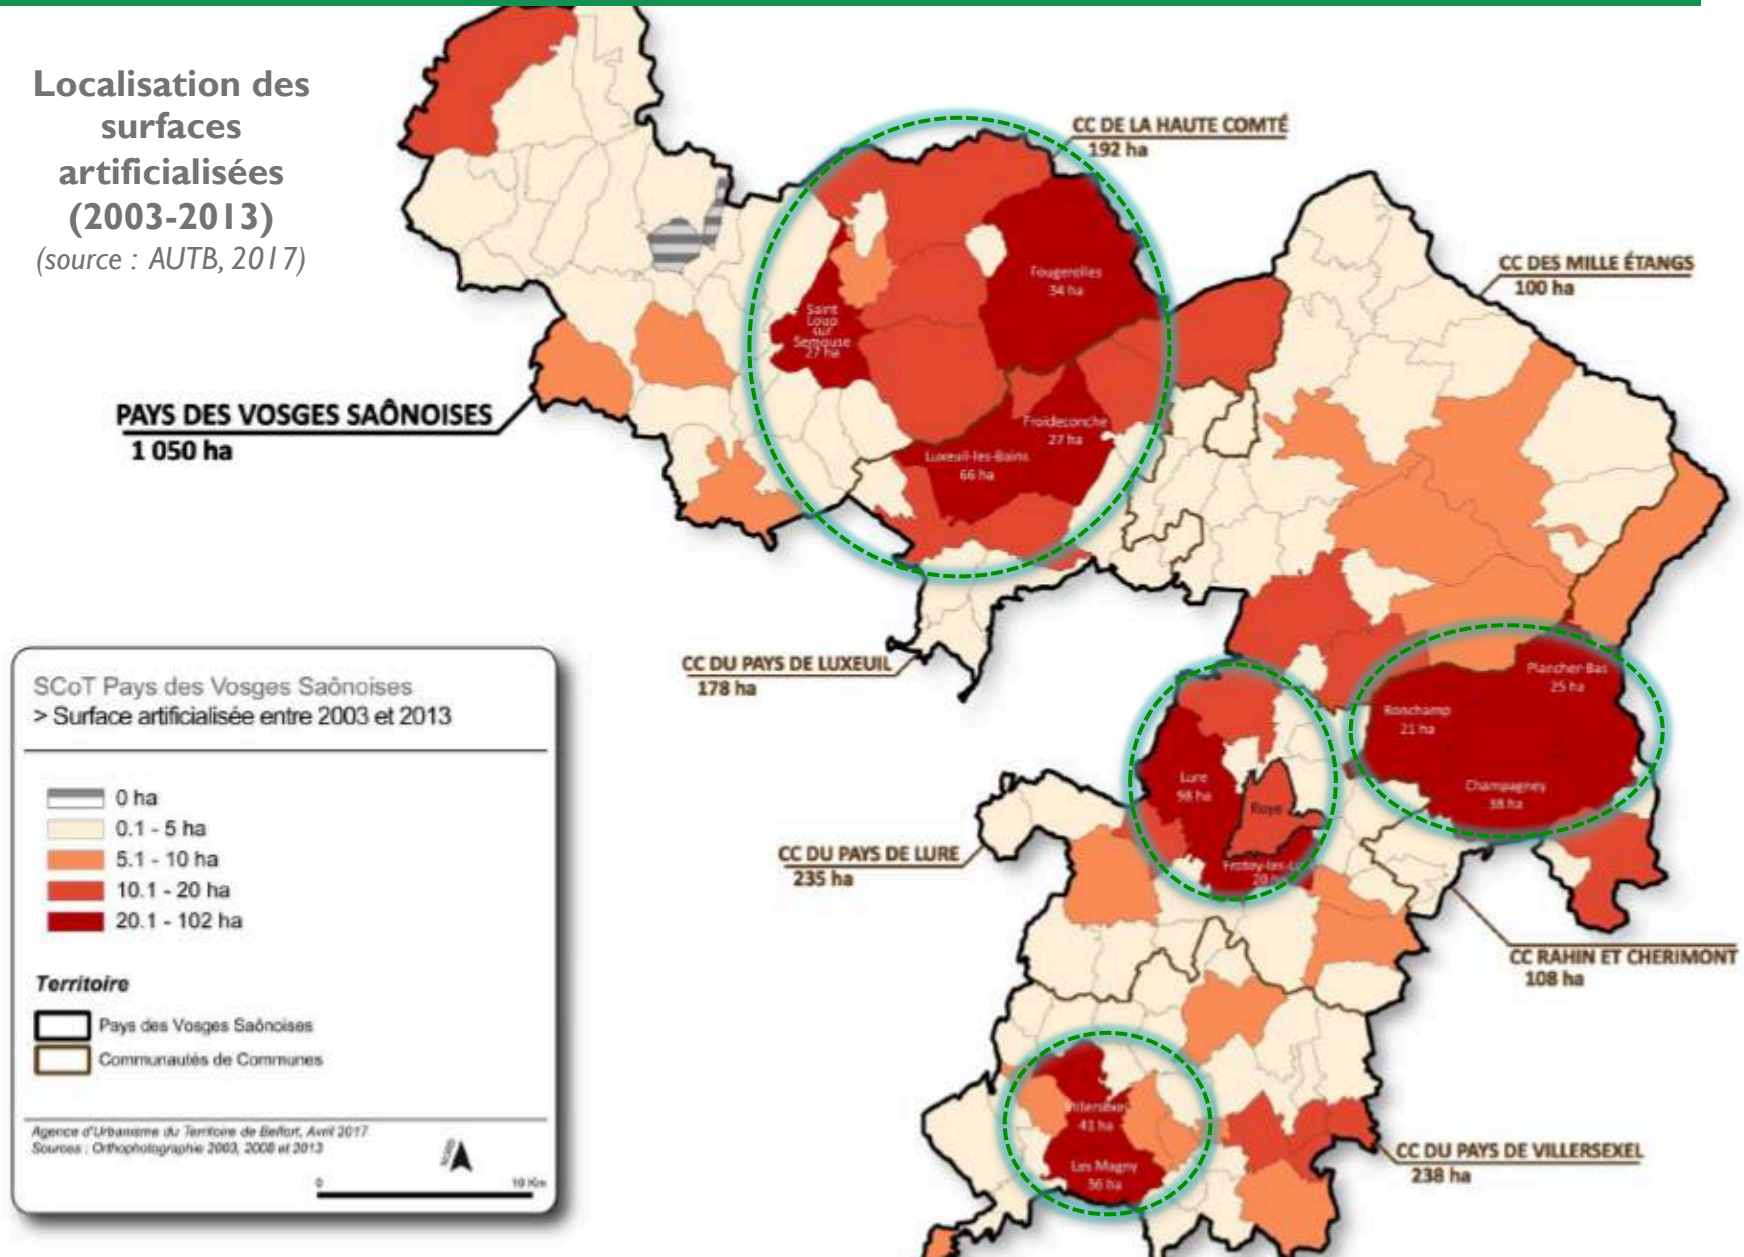 Localisation des
surfaces
artificialisées
(2003-2013)
(source : AUTB, 2017)
CC DE LA HAUTE COMTÉ
192 ha
CC DES MILLE ÉTANGS
100 ha
Fougerolles
34 ha
Saint
Loup
sur
Semouse
27 ha
PAYS DES VOSGES SAÔNOISES
1 050 ha
Froideconche
27 ha
Luxeuil-les-Bains
66 ha
CC DU PAYS DE LUXEUIL
178 ha
Plancher-Bas
25 ha
Ronchamp
21 ha
Champagney
38 ha
Lure
98 ha
Roye
CC DU PAYS DE LURE
235 ha
CC RAHIN ET CHERIMONT
108 ha
Villersexel
41 ha
Les Magny
36 ha
CC DU PAYS DE VILLERSEXEL
238 ha
SCoT Pays des Vosges Saônoises
> Surface artificialisée entre 2003 et 2013
0 ha
0.1 - 5 ha
5.1 - 10 ha
10.1 - 20 ha
20.1 - 102 ha
Territoire
Pays des Vosges Saônoises
Communautés de Communes
Agence d'Urbanisme du Territoire de Belfort, Avril 2017
Sources : Orthophotographie 2003, 2008 et 2013
0 10 Km